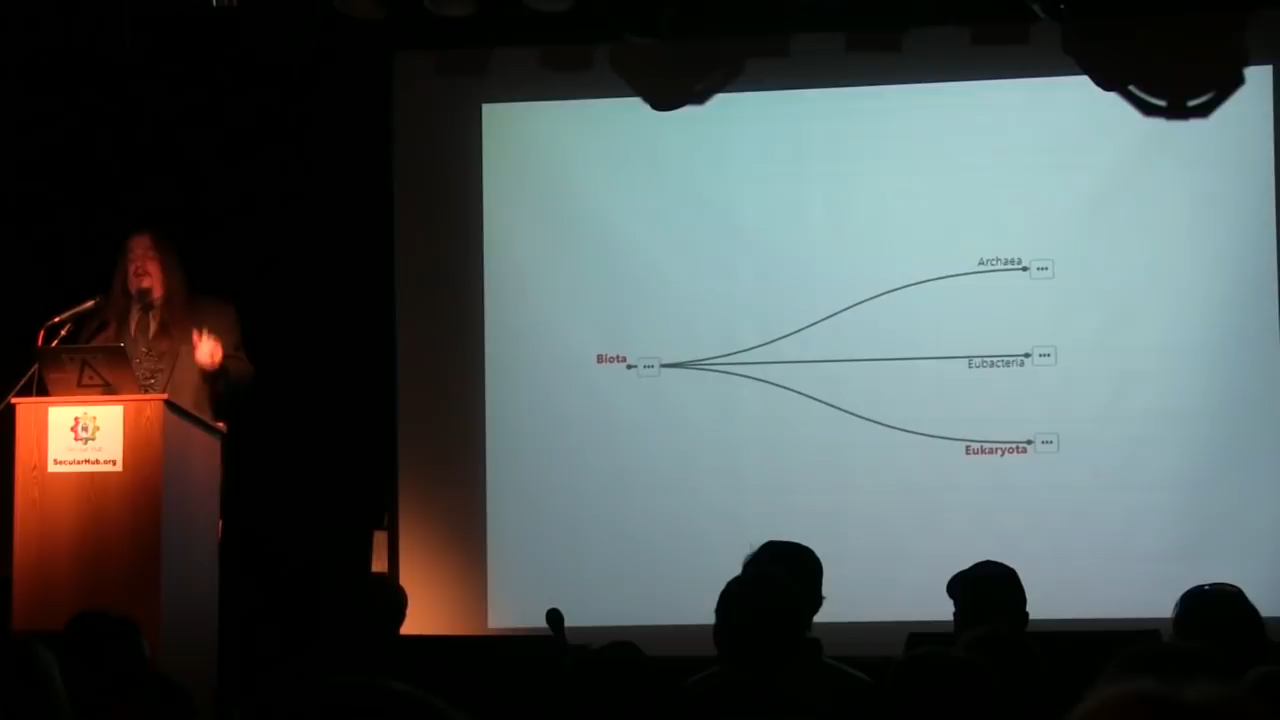 Archaea
Biota
Eubacteria
Eukaryota
SecularHub.org